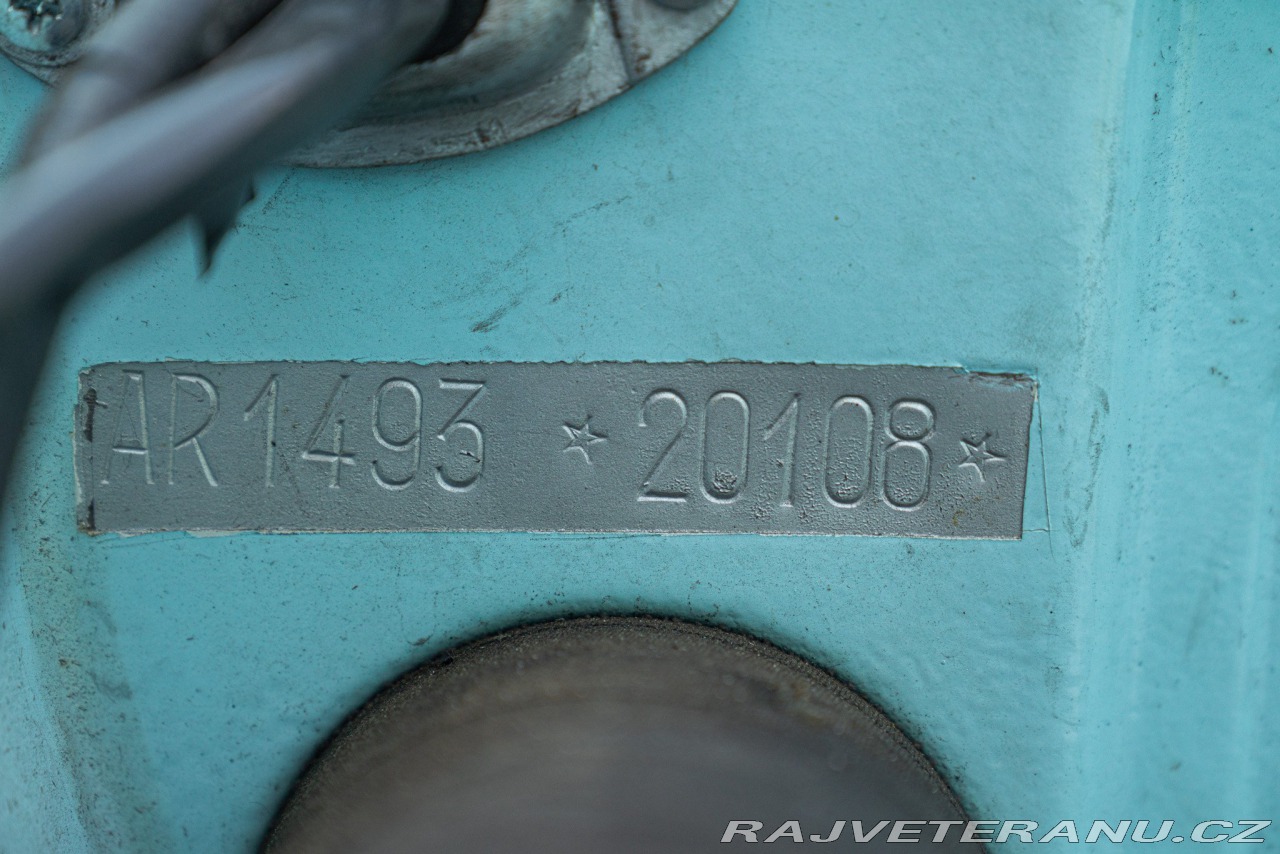 AR1493 ☆ 20108 ☆
RAJVETERANU.CZ